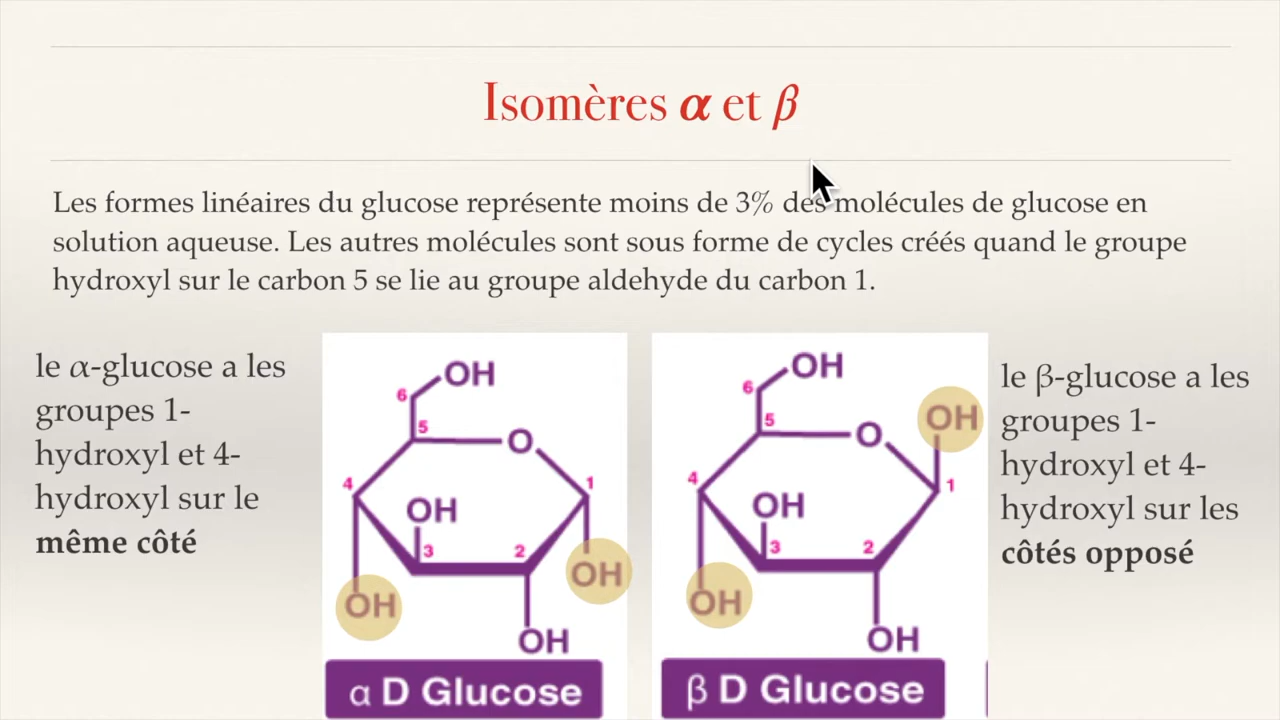 Isomères α et β
Les formes linéaires du glucose représente moins de 3% des molécules de glucose en
solution aqueuse. Les autres molécules sont sous forme de cycles créés quand le groupe
hydroxyl sur le carbon 5 se lie au groupe aldehyde du carbon 1.
le α-glucose a les
groupes 1-
hydroxyl et 4-
hydroxyl sur le
même côté
OH
6
5
O
4
1
OH
3
2
OH
OH
OH
α D Glucose
OH
6
5
OH
O
4
1
OH
3
2
OH
OH
β D Glucose
le β-glucose a les
groupes 1-
hydroxyl et 4-
hydroxyl sur les
côtés opposé